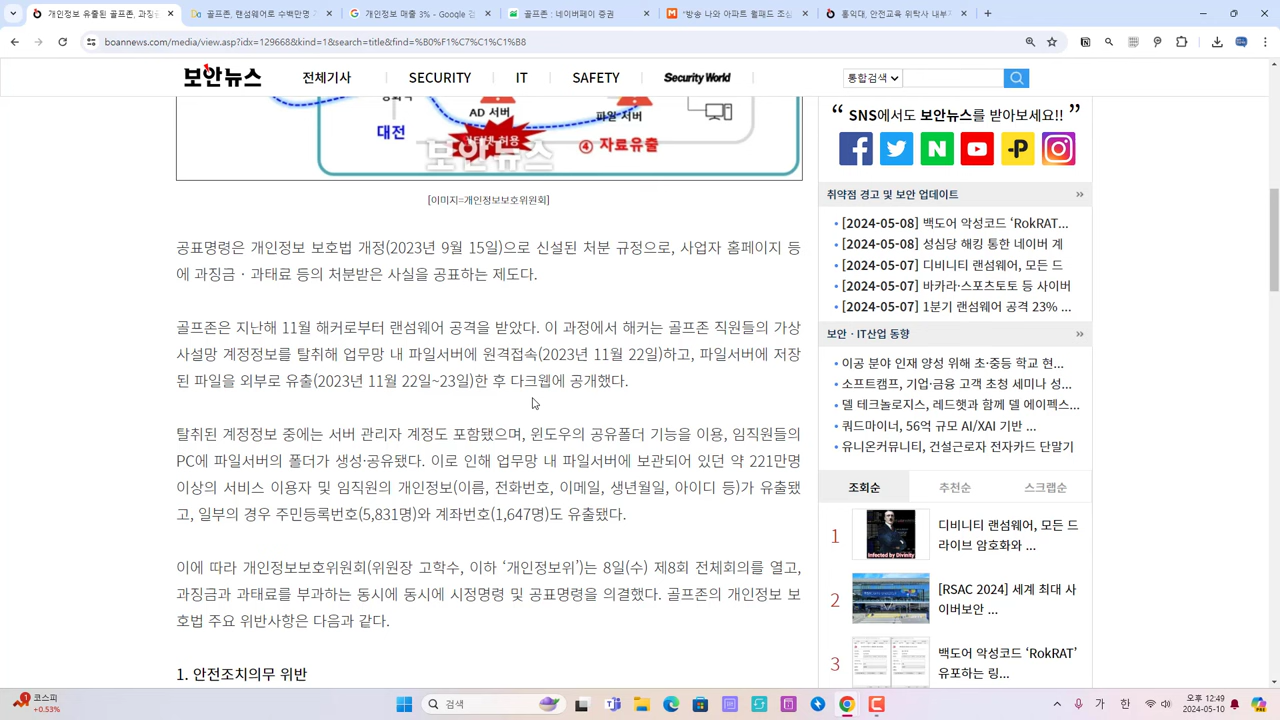 개인정보 유출된 골프존, 과징금
골프존, 랜섬웨어로 수백만명
개인정보 매출 3% - Google 검
골프존 : 네이버페이 증권
"방송 나와 아파트 월패드 조심한
홍익대, 안전교육 위탁사 내부
boannews.com/media/view.asp?idx=129668&kind=1&search=title&find=%B0%F1%C7%C1%C1%B8
보안뉴스
전체기사
SECURITY
IT
SAFETY
Security World
통합검색
AD 서버
파일 서버
대전
④ 자료유출
보안뉴스
[이미지=개인정보보호위원회]
공표명령은 개인정보 보호법 개정(2023년 9월 15일)으로 신설된 처분 규정으로, 사업자 홈페이지 등
에 과징금 · 과태료 등의 처분받은 사실을 공표하는 제도다.
골프존은 지난해 11월 해커로부터 랜섬웨어 공격을 받았다. 이 과정에서 해커는 골프존 직원들의 가상
사설망 계정정보를 탈취해 업무망 내 파일서버에 원격접속(2023년 11월 22일)하고, 파일서버에 저장
된 파일을 외부로 유출(2023년 11월 22일~23일)한 후 다크웹에 공개했다.
탈취된 계정정보 중에는 서버 관리자 계정도 포함됐으며, 윈도우의 공유폴더 기능을 이용, 임직원들의
PC에 파일서버의 폴더가 생성·공유됐다. 이로 인해 업무망 내 파일서버에 보관되어 있던 약 221만명
이상의 서비스 이용자 및 임직원의 개인정보(이름, 전화번호, 이메일, 생년월일, 아이디 등)가 유출됐
고, 일부의 경우 주민등록번호(5,831명)와 계좌번호(1,647명)도 유출됐다.
이에 따라 개인정보보호위원회(위원장 고학수, 이하 '개인정보위')는 8일(수) 제8회 전체회의를 열고,
과징금과 과태료를 부과하는 동시에 동시에 시정명령 및 공표명령을 의결했다. 골프존의 개인정보 보
호법 주요 위반사항은 다음과 같다.
1. 안전조치의무 위반
“ SNS에서도 보안뉴스를 받아보세요!! ”
취약점 경고 및 보안 업데이트
[2024-05-08] 백도어 악성코드 ‘RokRAT...
[2024-05-08] 성심당 해킹 통한 네이버 계
[2024-05-07] 디비니티 랜섬웨어, 모든 드
[2024-05-07] 바카라·스포츠토토 등 사이버
[2024-05-07] 1분기 랜섬웨어 공격 23% ...
보안 · IT산업 동향
이공 분야 인재 양성 위해 초·중등 학교 현...
소프트캠프, 기업·금융 고객 초청 세미나 성...
델 테크놀로지스, 레드햇과 함께 델 에이펙스...
쿼드마이너, 56억 규모 AI/XAI 기반 ...
유니온커뮤니티, 건설근로자 전자카드 단말기
조회순
추천순
스크랩순
1
Infected by Divinity
디비니티 랜섬웨어, 모든 드
라이브 암호화와 ...
2
[RSAC 2024] 세계 최대 사
이버보안 ...
3
백도어 악성코드 ‘RokRAT’
유포하는 링...
코스피
+0.53%
검색
가
한
오후 12:49
2024-05-10